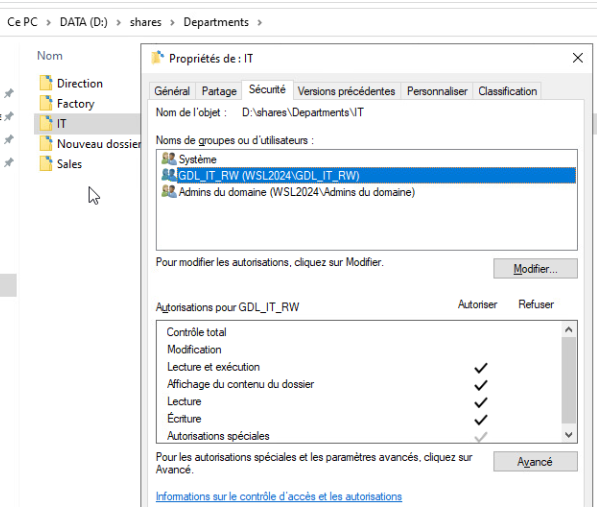 Ce PC > DATA (D:) > shares > Departments >
Nom
Direction
Factory
IT
Nouveau dossier
Sales
Propriétés de : IT
Général Partage Sécurité Versions précédentes Personnaliser Classification
Nom de l'objet : D:\shares\Departments\IT
Noms de groupes ou d'utilisateurs :
Système
GDL_IT_RW (WSL2024\GDL_IT_RW)
Admins du domaine (WSL2024\Admins du domaine)
Pour modifier les autorisations, cliquez sur Modifier.
Modifier...
Autorisations pour GDL_IT_RW Autoriser Refuser
Contrôle total
Modification
Lecture et exécution
Affichage du contenu du dossier
Lecture
Écriture
Autorisations spéciales
Pour les autorisations spéciales et les paramètres avancés, cliquez sur
Avancé.
Avancé
Informations sur le contrôle d'accès et les autorisations